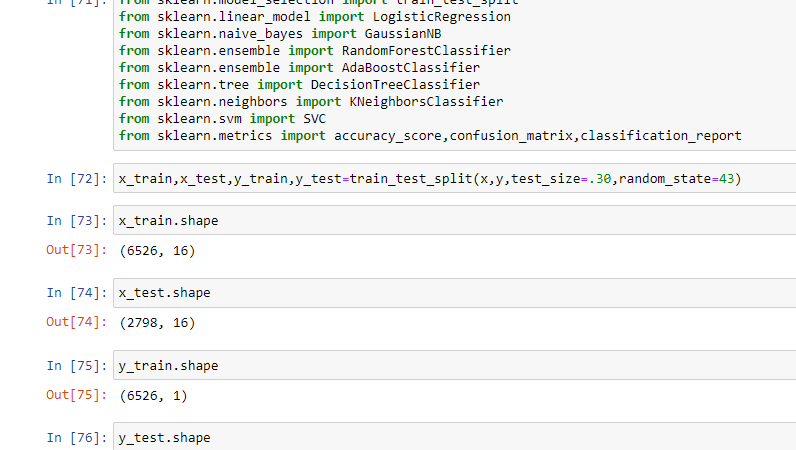 In [71]: from sklearn.model_selection import train_test_split
from sklearn.linear_model import LogisticRegression
from sklearn.naive_bayes import GaussianNB
from sklearn.ensemble import RandomForestClassifier
from sklearn.ensemble import AdaBoostClassifier
from sklearn.tree import DecisionTreeClassifier
from sklearn.neighbors import KNeighborsClassifier
from sklearn.svm import SVC
from sklearn.metrics import accuracy_score,confusion_matrix,classification_report
In [72]: x_train,x_test,y_train,y_test=train_test_split(x,y,test_size=.30,random_state=43)
In [73]: x_train.shape
Out[73]: (6526, 16)
In [74]: x_test.shape
Out[74]: (2798, 16)
In [75]: y_train.shape
Out[75]: (6526, 1)
In [76]: y_test.shape